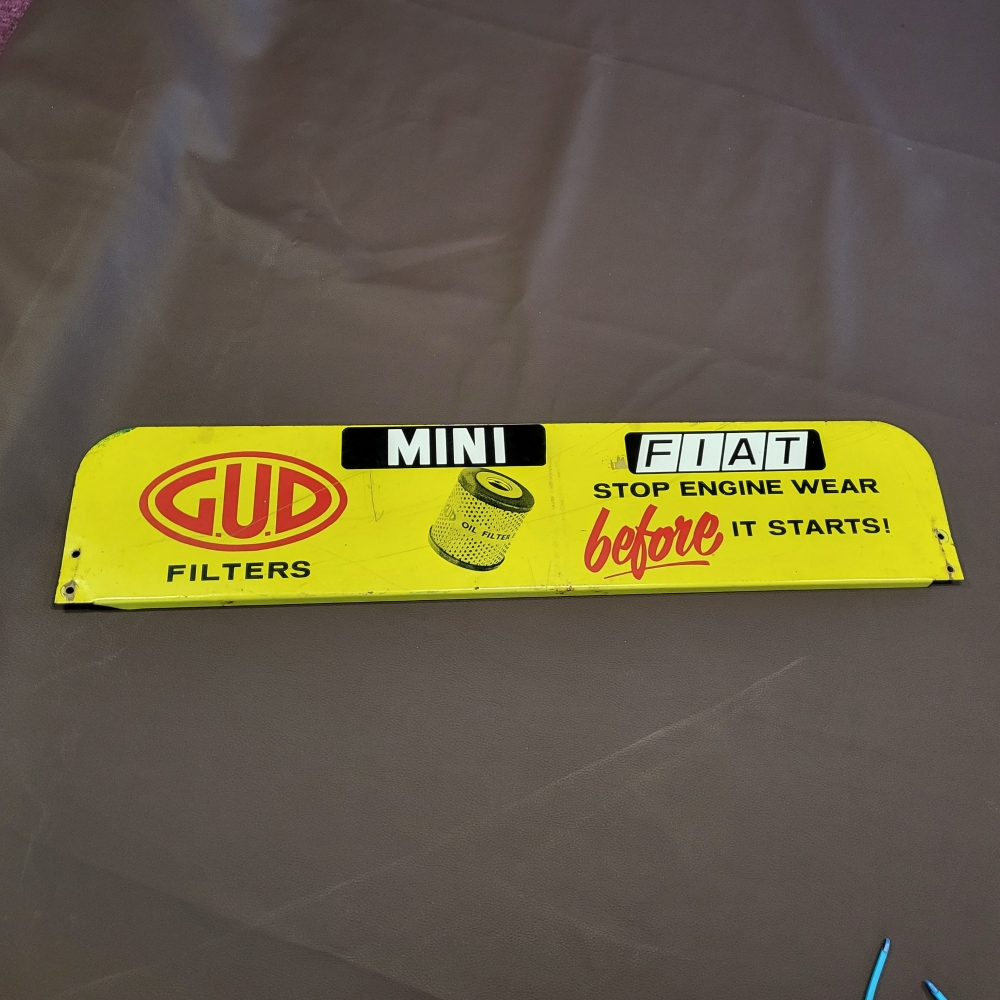 MINI
FIAT
G.U.D
FILTERS
OIL FILTER
STOP ENGINE WEAR
before IT STARTS!